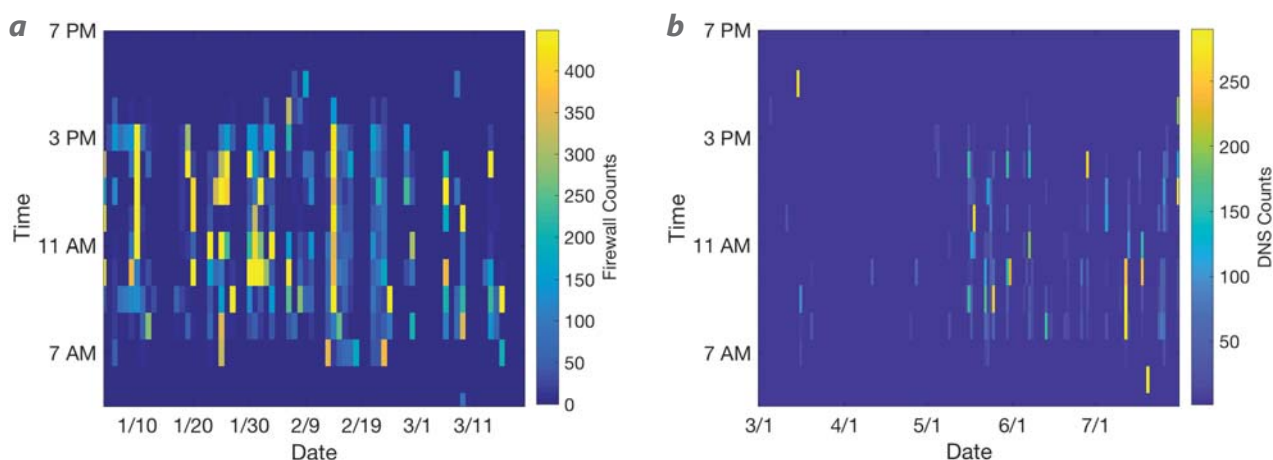 a
7 PM
3 PM
11 AM
7 AM
Time
1/10 1/20 1/30 2/9 2/19 3/1 3/11
Date
400
350
300
250
200
150
100
50
0
Firewall Counts
b
7 PM
3 PM
11 AM
7 AM
Time
3/1 4/1 5/1 6/1 7/1
Date
250
200
150
100
50
DNS Counts